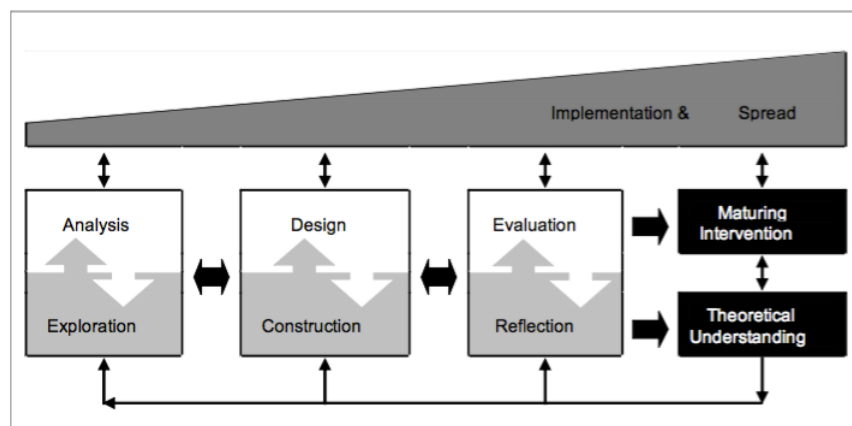 Implementation & Spread
Analysis
Exploration
Design
Construction
Evaluation
Reflection
Maturing
Intervention
Theoretical
Understanding